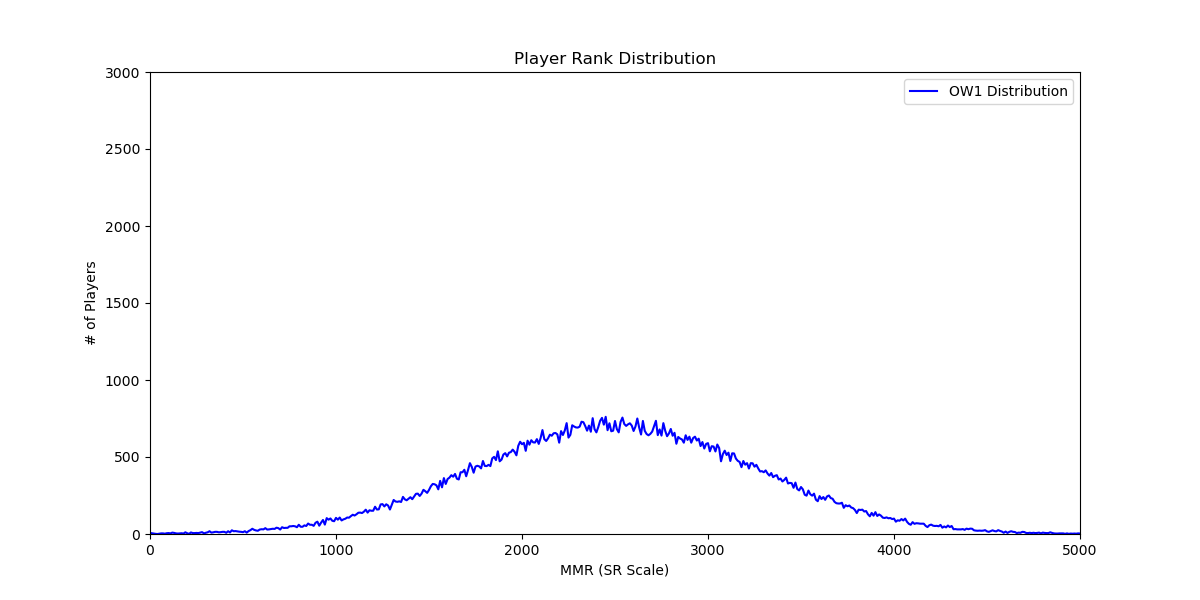 Player Rank Distribution
OW1 Distribution
3000
2500
2000
1500
1000
500
0
# of Players
0 1000 2000 3000 4000 5000
MMR (SR Scale)